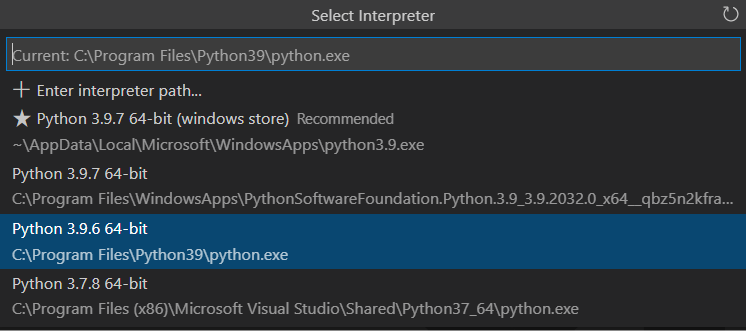 Select Interpreter
Current: C:\Program Files\Python39\python.exe
Enter interpreter path...
Python 3.9.7 64-bit (windows store) Recommended
~\AppData\Local\Microsoft\WindowsApps\python3.9.exe
Python 3.9.7 64-bit
C:\Program Files\WindowsApps\PythonSoftwareFoundation.Python.3.9_3.9.2032.0_x64__qbz5n2kfra...
Python 3.9.6 64-bit
C:\Program Files\Python39\python.exe
Python 3.7.8 64-bit
C:\Program Files (x86)\Microsoft Visual Studio\Shared\Python37_64\python.exe